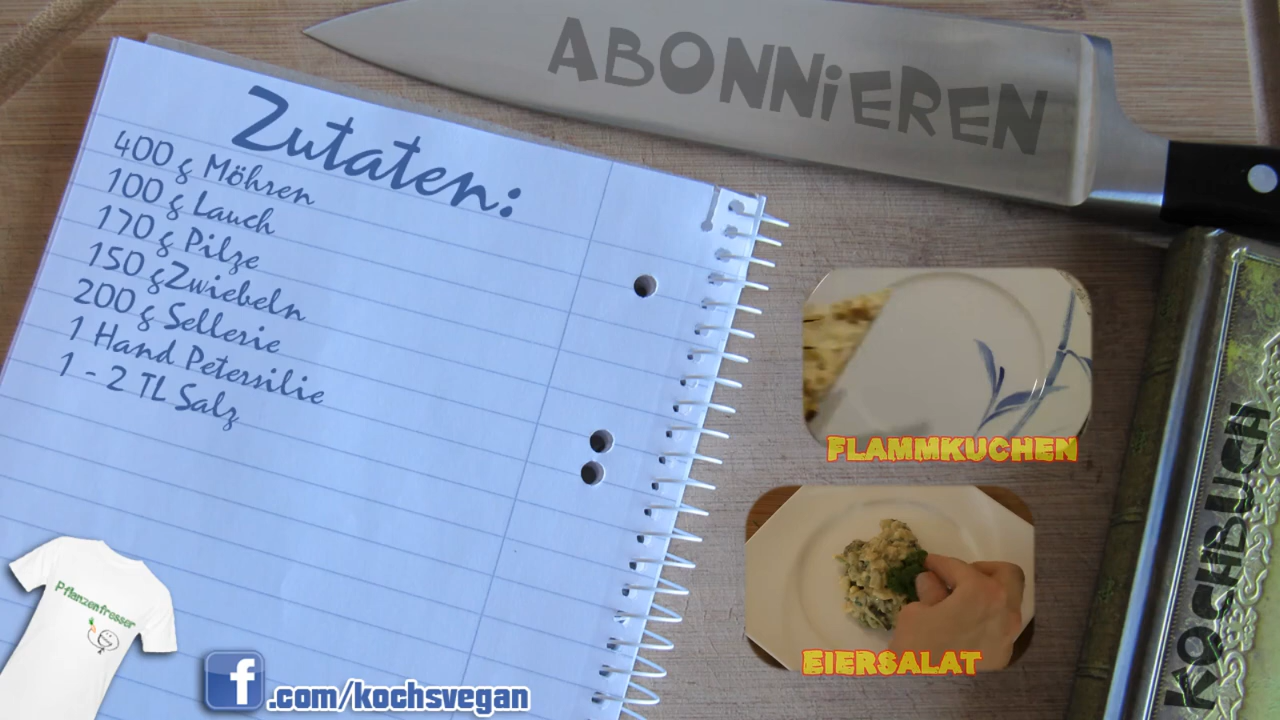 ABONNiEREN
Zutaten:
400 g Möhren
100 g Lauch
170 g Pilze
150 gZwiebeln
200 g Sellerie
1 Hand Petersilie
1 - 2 TL Salz
FLAMMKUCHEN
EIERSALAT
KOCHBUCH
Pflanzenfresser
f .com/kochsvegan